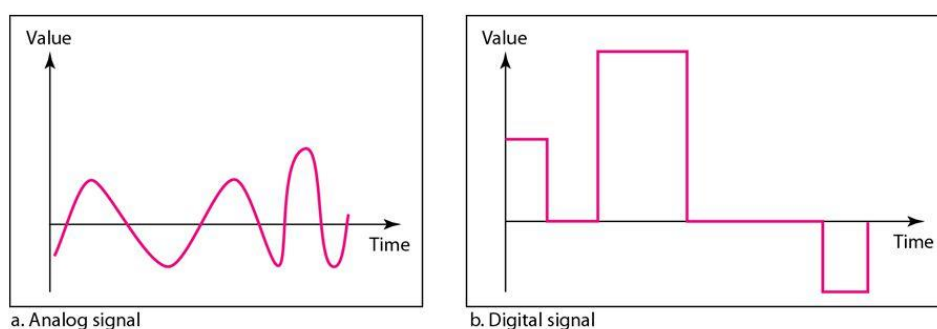 Value
Time
a. Analog signal
Value
Time
b. Digital signal